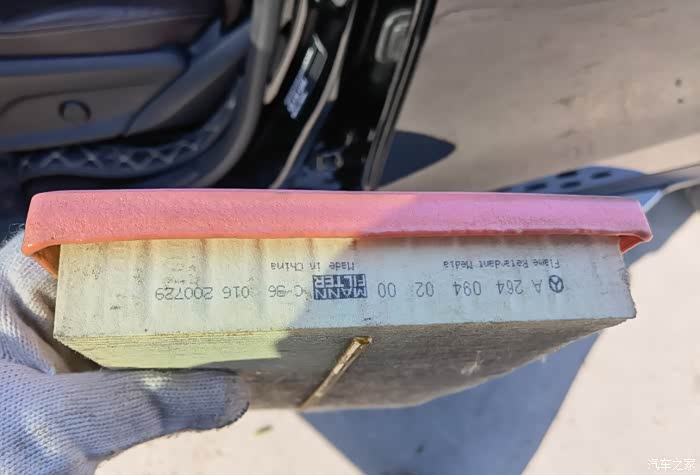 A 264 094 02 00 MANN FILTER C-36 016 200729
Flame Retardant Media Made in China
汽车之家